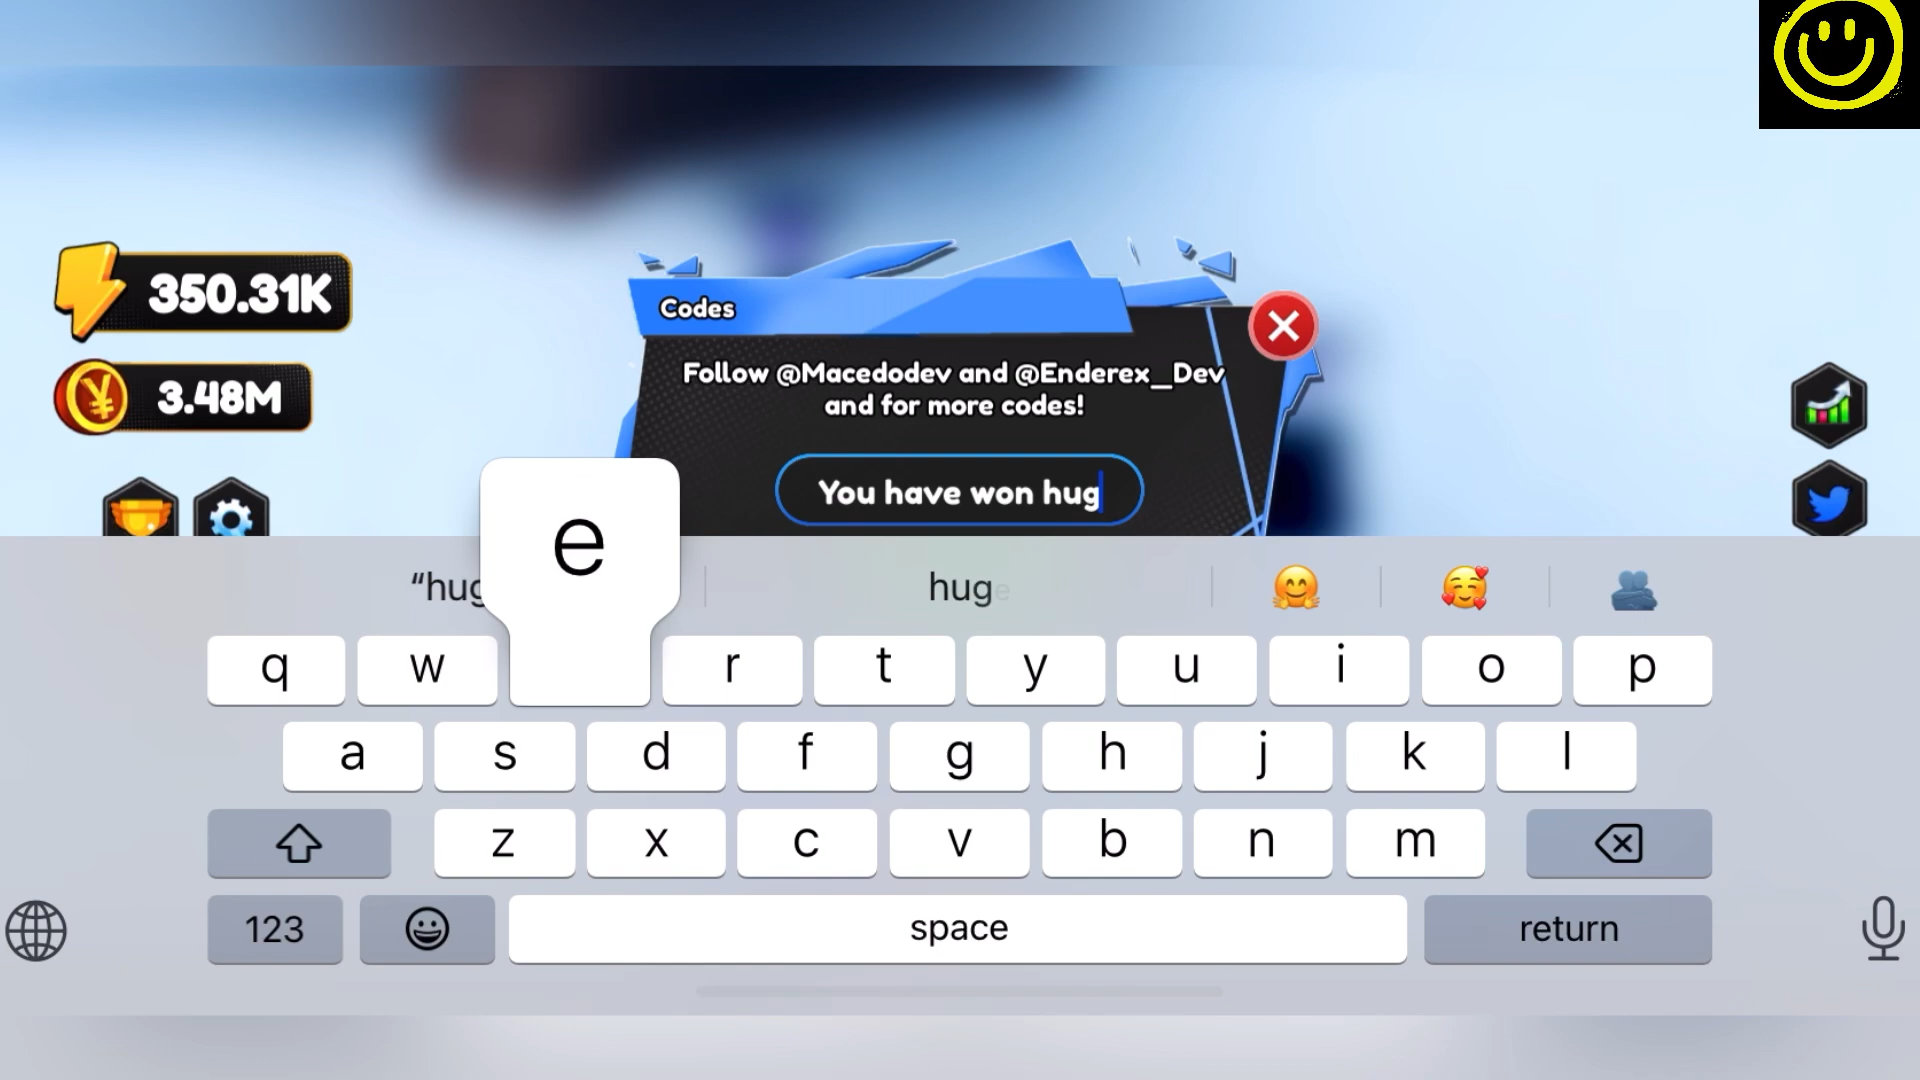 350.31K
3.48M
Codes
Follow @Macedodev and @Enderex_Dev
and for more codes!
You have won hug
e
“hug
huge
q w r t y u i o p
a s d f g h j k l
z x c v b n m
123 space return